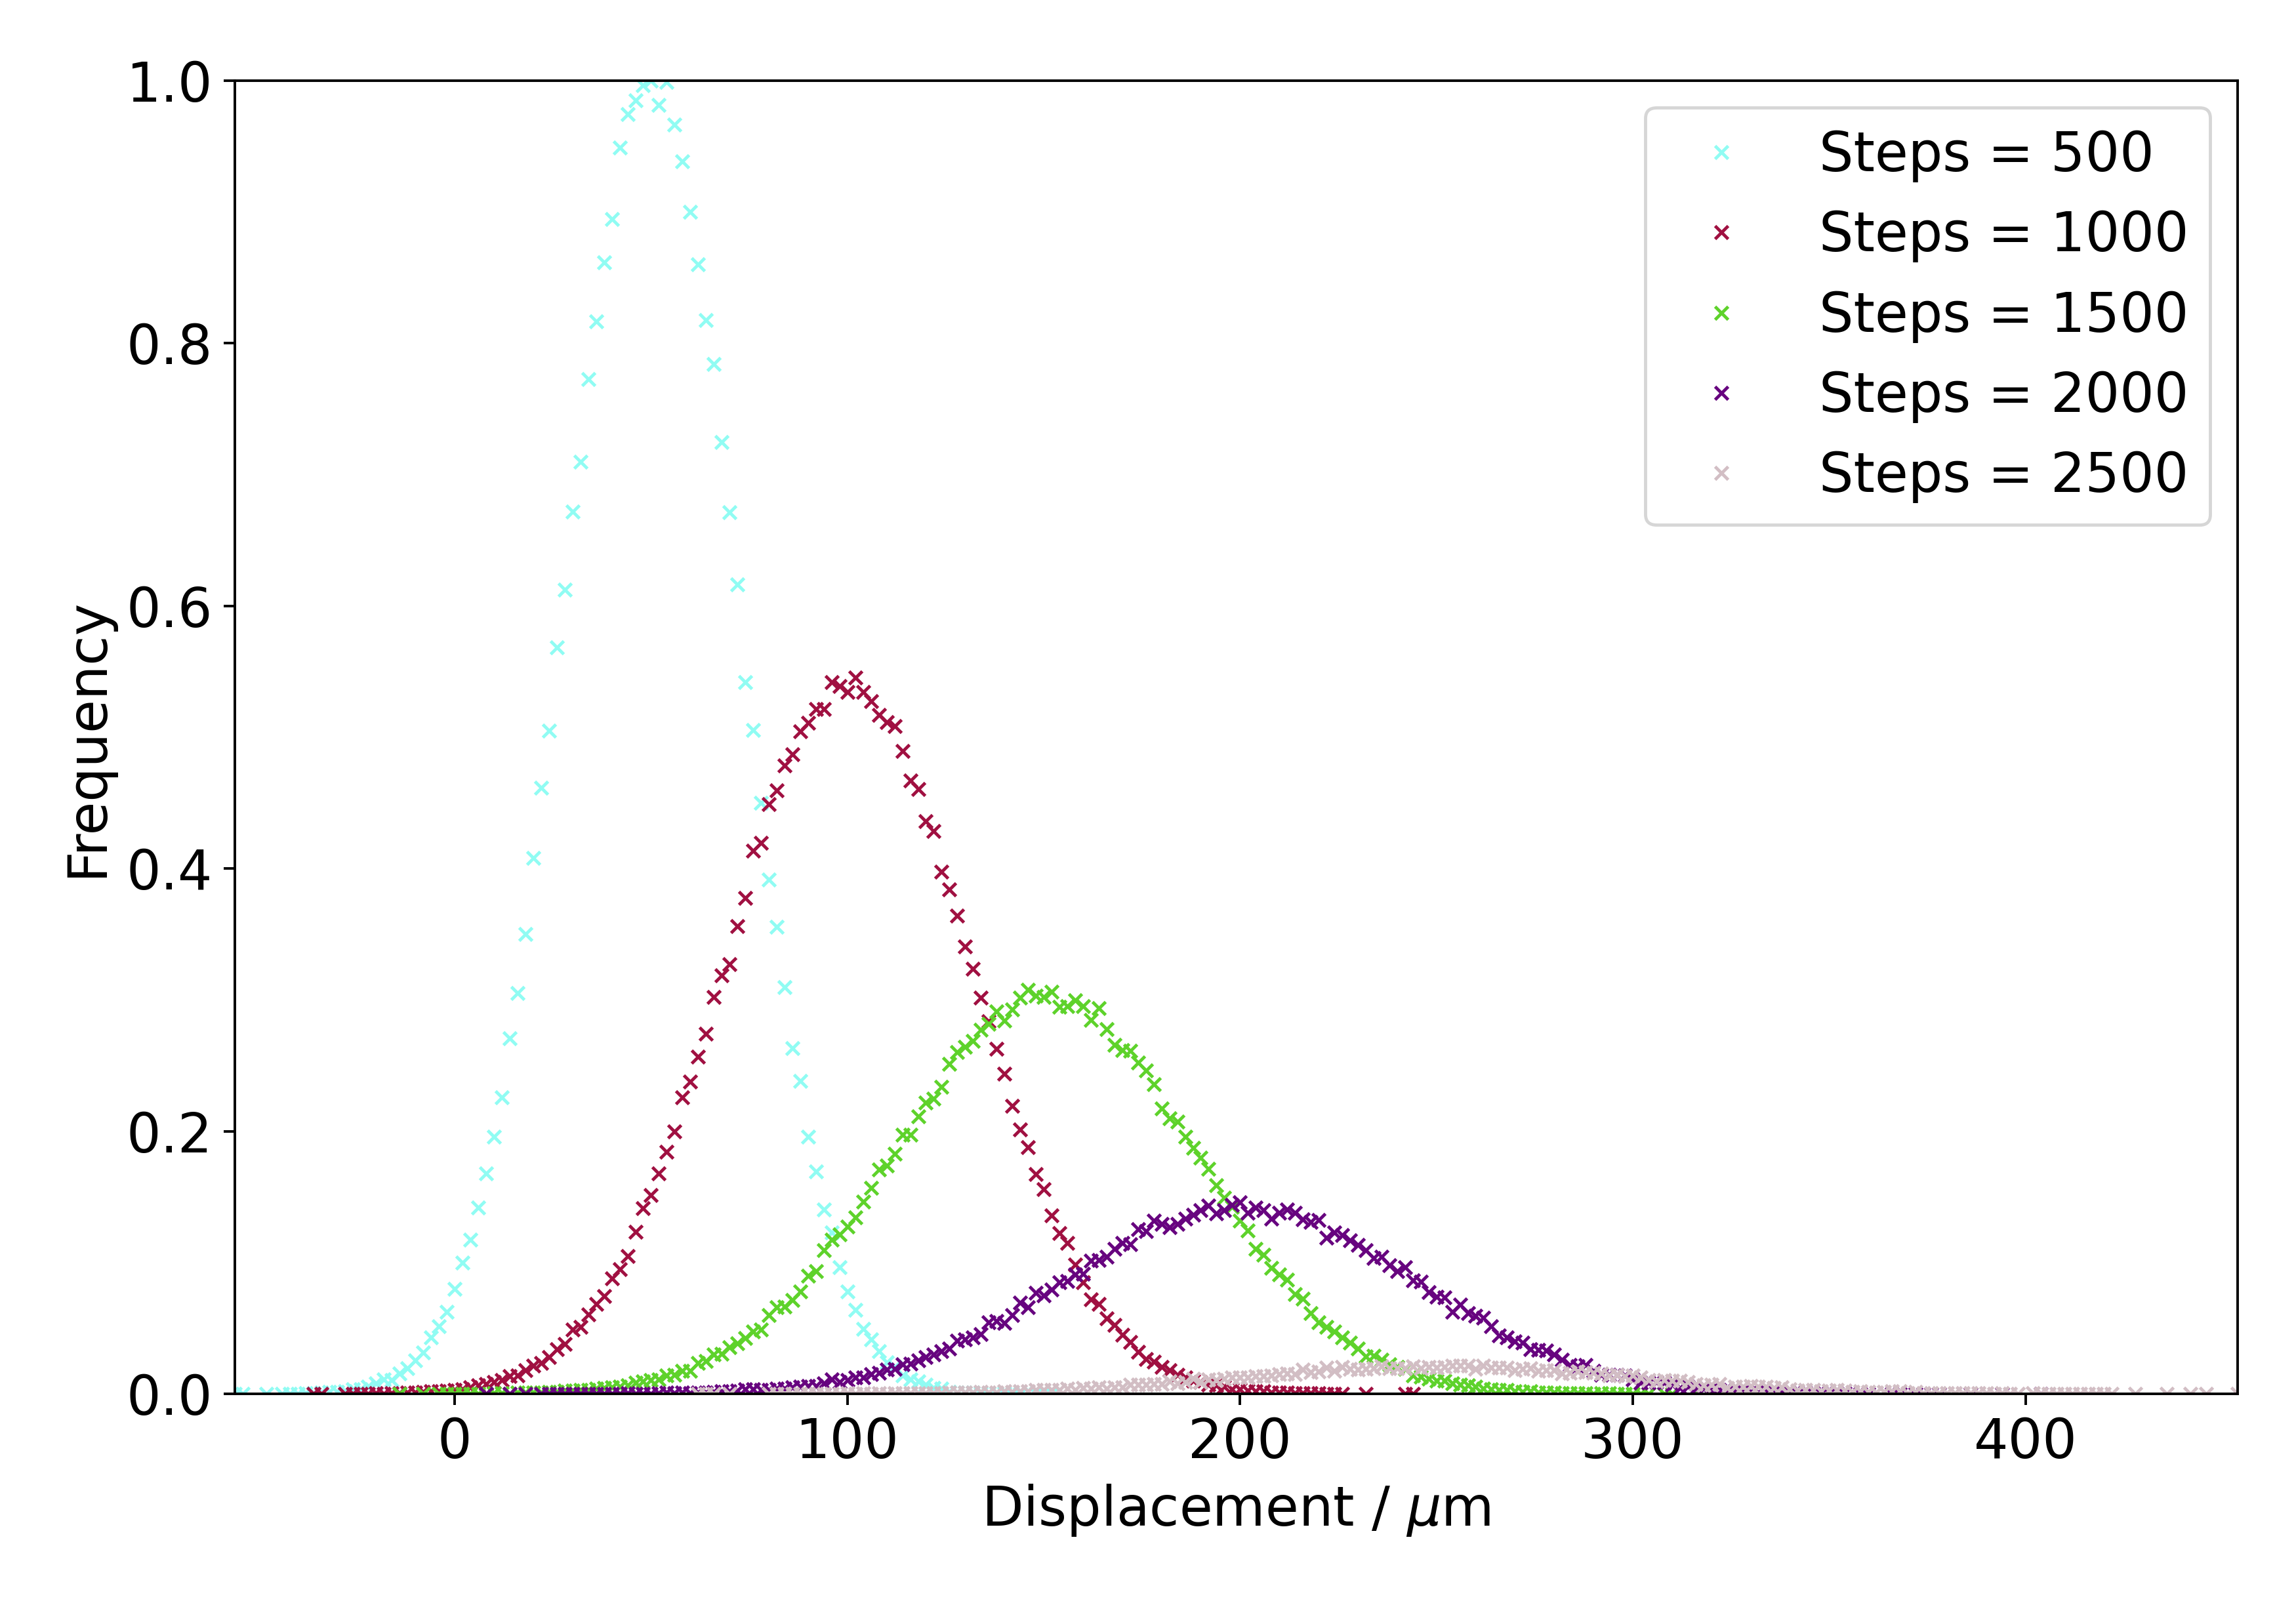 1.0
0.8
0.6
0.4
0.2
0.0
Frequency
0
100
200
300
400
Displacement / μm
Steps = 500
Steps = 1000
Steps = 1500
Steps = 2000
Steps = 2500